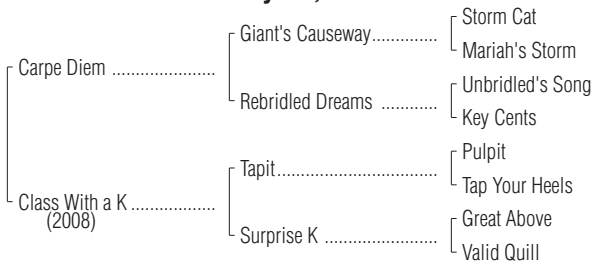 Storm Cat
Giant's Causeway..............
Mariah's Storm
Carpe Diem ......................
Unbridled's Song
Rebridled Dreams ............
Key Cents
Pulpit
Tapit.................................
Tap Your Heels
Class With a K ..................
(2008)
Great Above
Surprise K ........................
Valid Quill